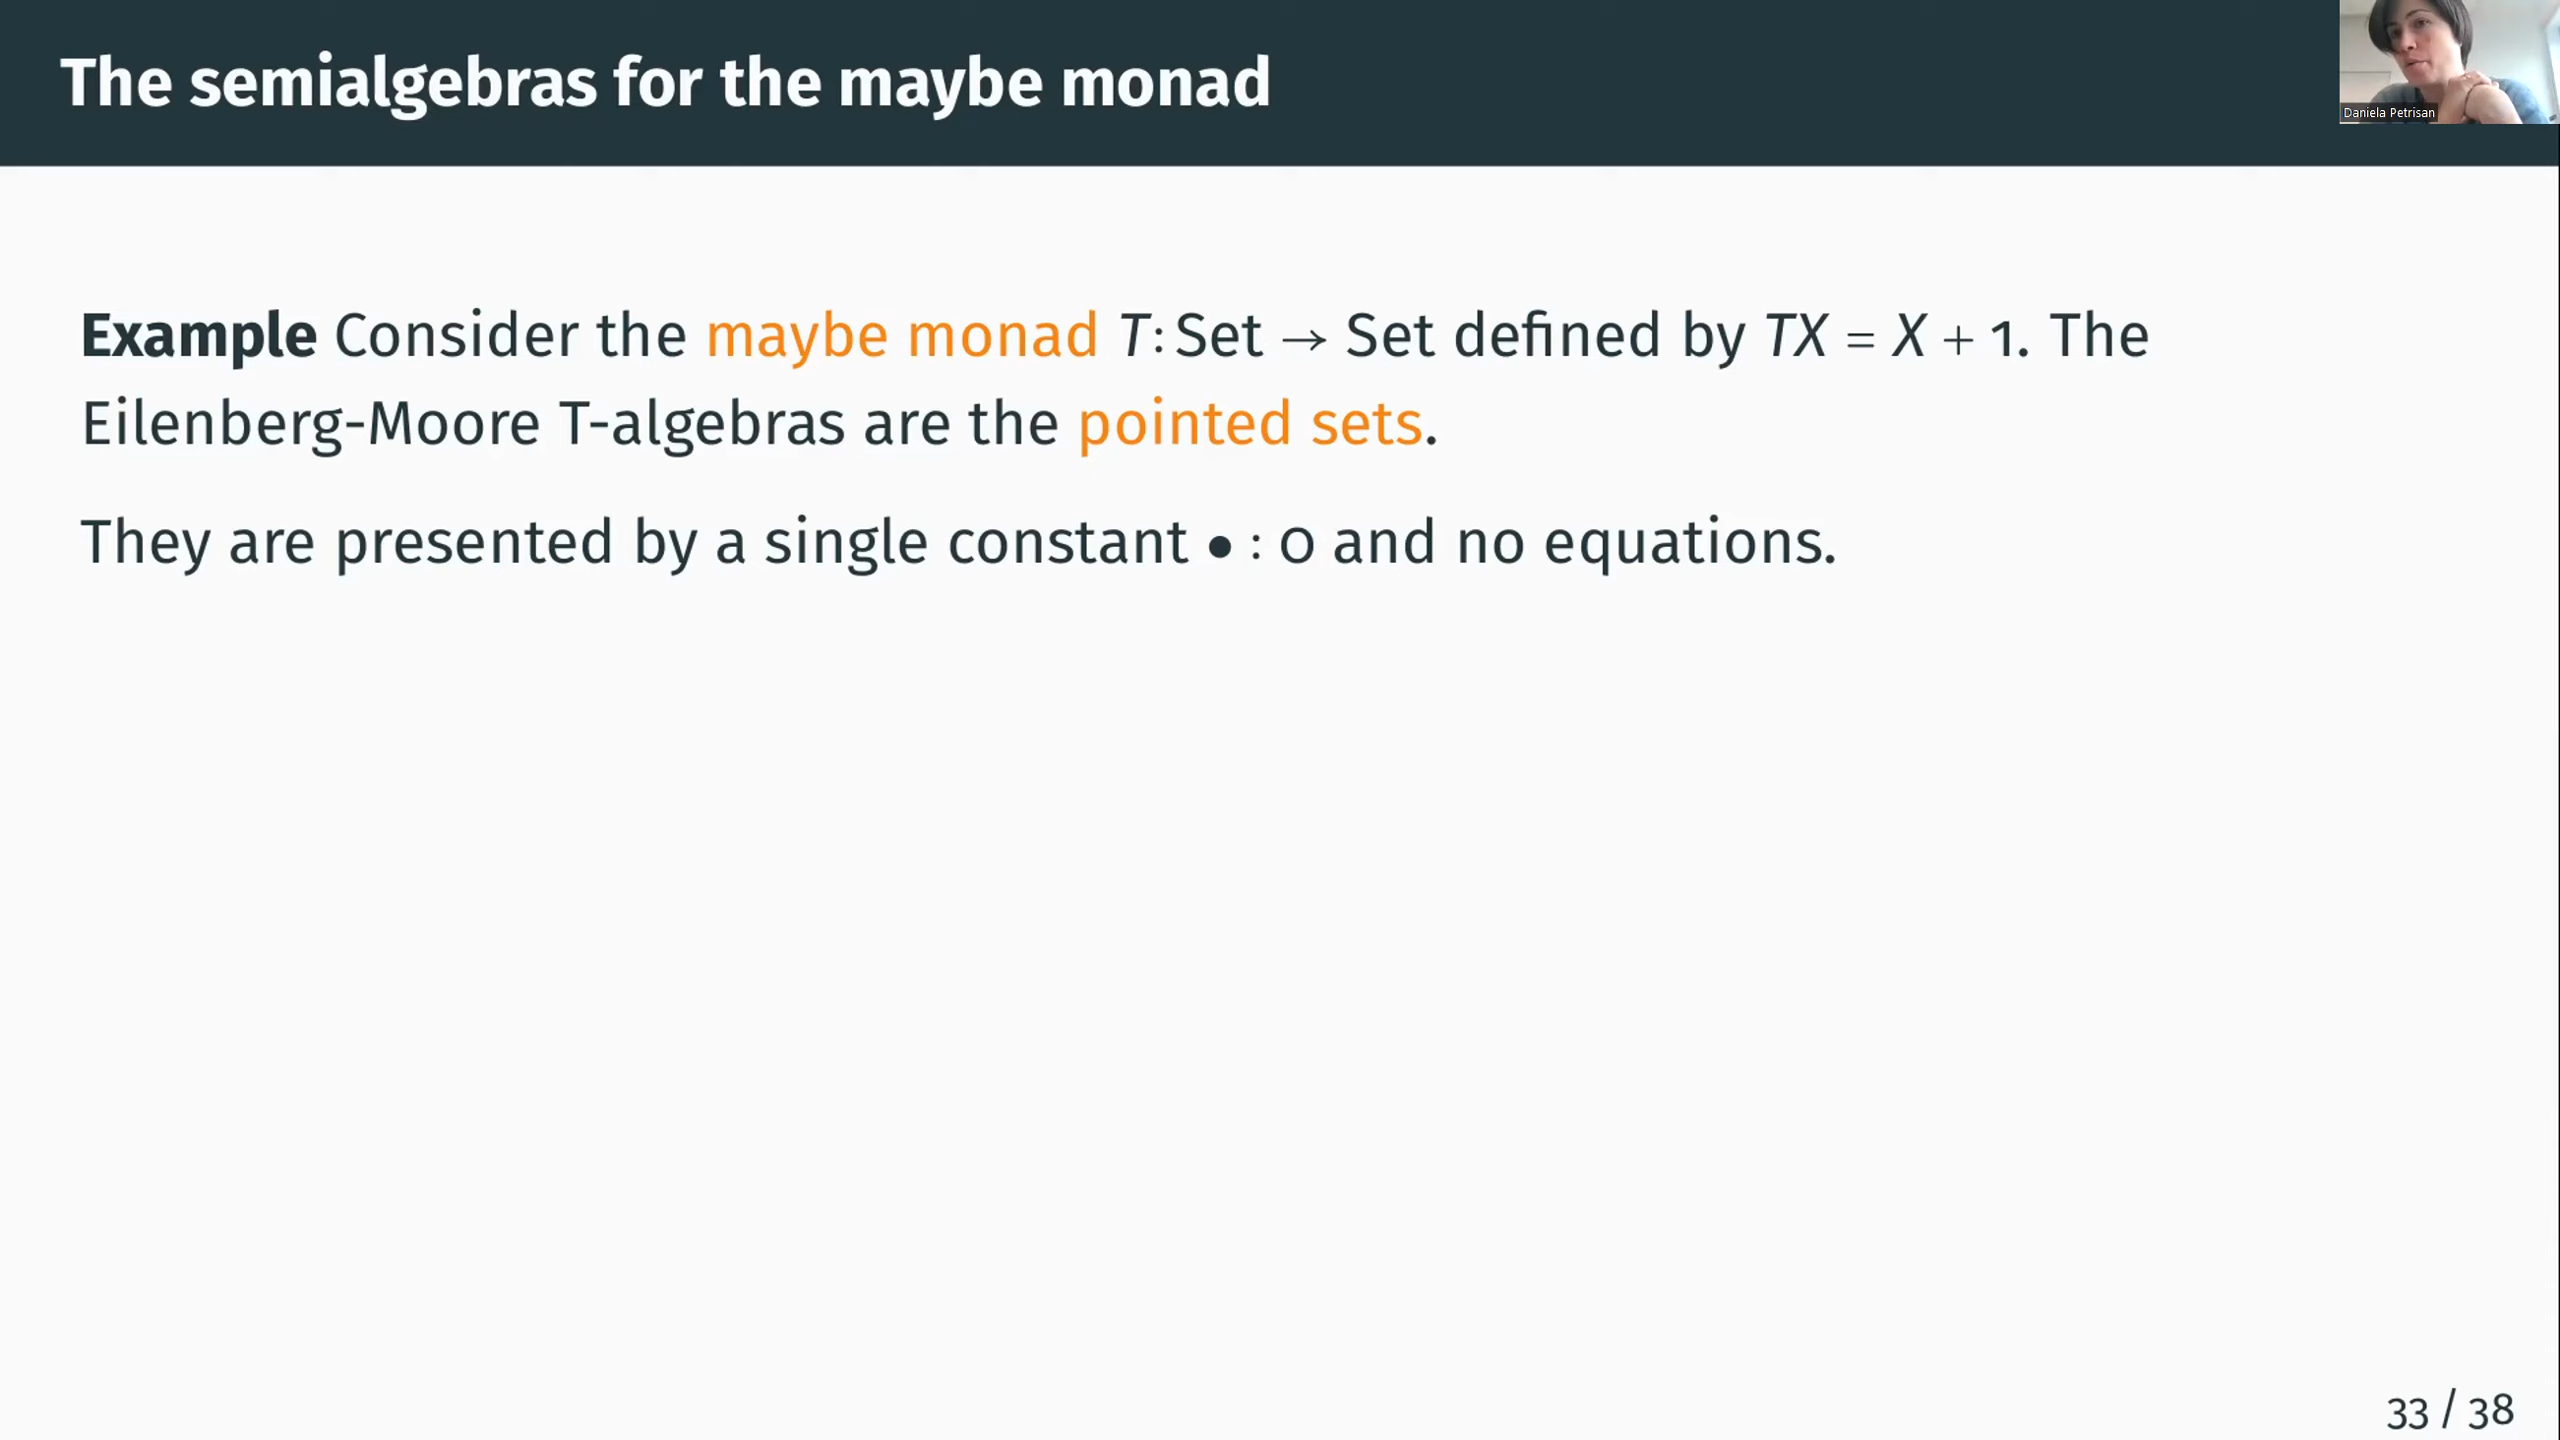 The semialgebras for the maybe monad
Daniela Petrisan
Example Consider the maybe monad T: Set → Set defined by TX = X + 1. The
Eilenberg-Moore T-algebras are the pointed sets.
They are presented by a single constant • : 0 and no equations.
33 / 38